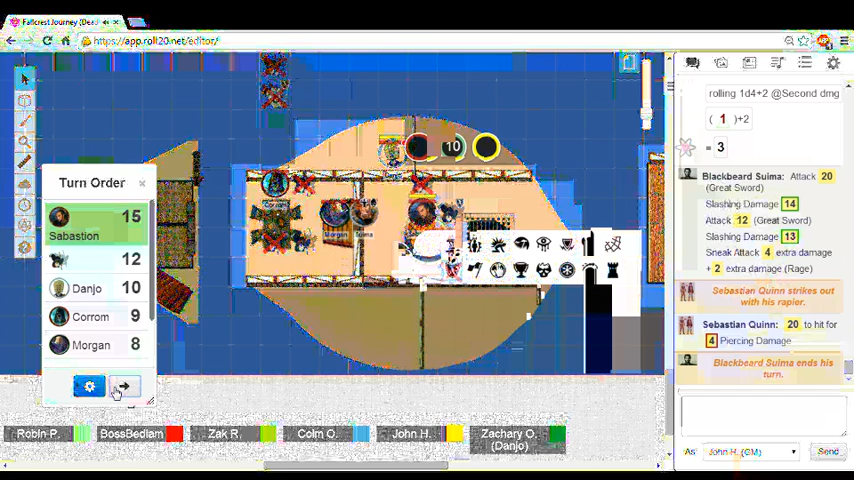 Fallcrest Journey (Dead
https://app.roll20.net/editor/
rolling 1d4+2 @Second dmg
( 1 )+2
= 3
Turn Order ×
Sabastion 15
12
Danjo 10
Corrom 9
Morgan 8
10
Corrom
Morgan
Blackbeard Suima: Attack 20
(Great Sword)
Slashing Damage 14
Attack 12 (Great Sword)
Slashing Damage 13
Sneak Attack 4 extra damage
+ 2 extra damage (Rage)
Sebastian Quinn strikes out
with his rapier.
Sebastian Quinn: 20 to hit for
4 Piercing Damage
Blackbeard Suima ends his
turn.
Robin P.
BossBedlam
Zak R.
Colm O.
John H.
Zachary O.
(Danjo)
As: John H. (GM)
Send